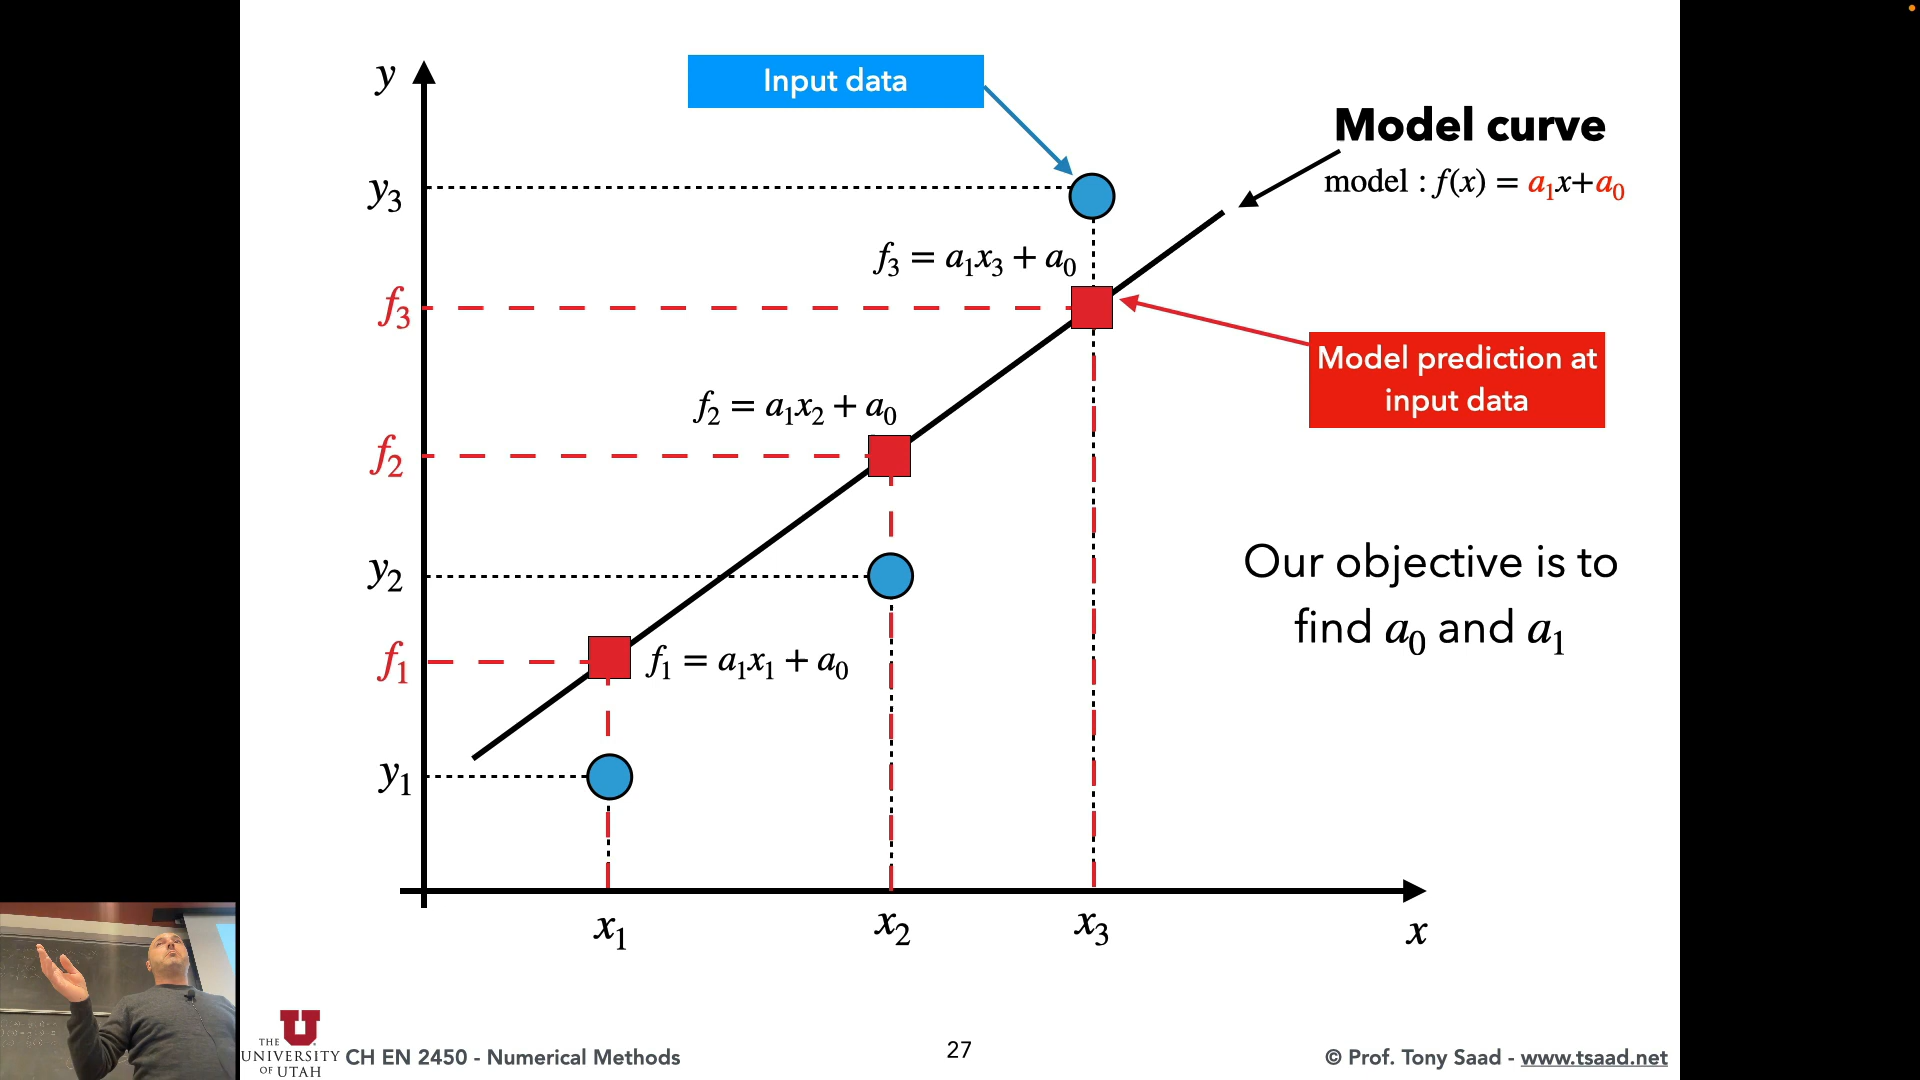 y
Input data
Model curve
model : f(x) = a₁x+a₀
y₃
f₃ = a₁x₃ + a₀
f₃
Model prediction at
input data
f₂ = a₁x₂ + a₀
f₂
Our objective is to
find a₀ and a₁
y₂
f₁
f₁ = a₁x₁ + a₀
y₁
x₁
x₂
x₃
x
THE
UNIVERSITY
OF UTAH
CH EN 2450 - Numerical Methods
27
© Prof. Tony Saad - www.tsaad.net